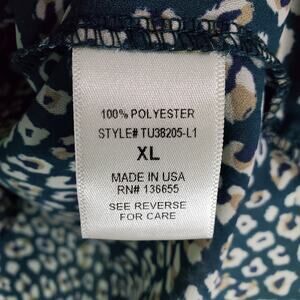 100% POLYESTER
STYLE# TU38205-L1
XL
MADE IN USA
RN# 136655
SEE REVERSE
FOR CARE